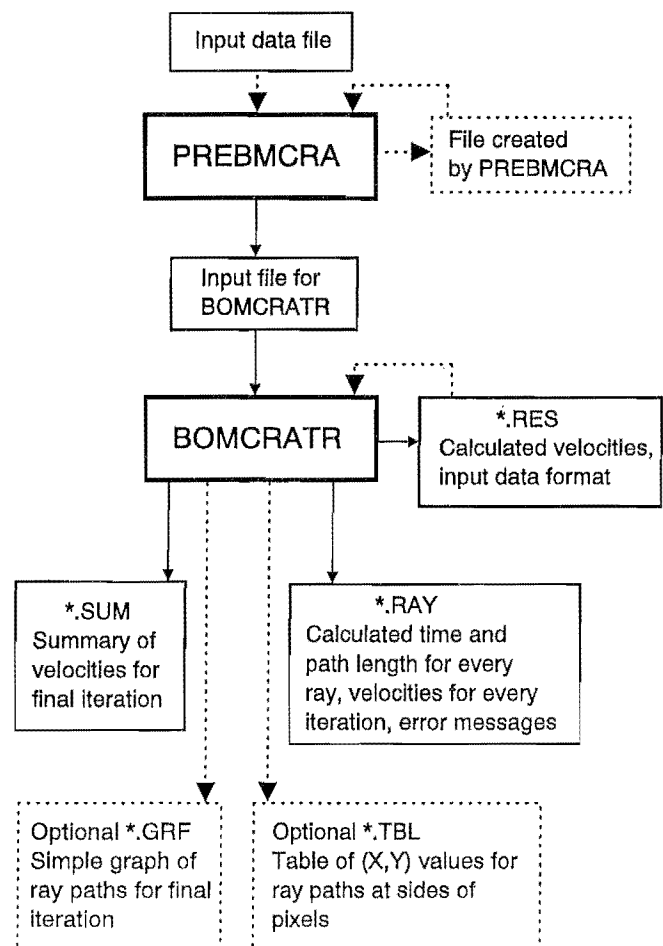 Input data file
PREBMCRA
File created
by PREBMCRA
Input file for
BOMCRATR
BOMCRATR
*.RES
Calculated velocities,
input data format
*.SUM
Summary of
velocities for
final iteration
*.RAY
Calculated time and
path length for every
ray, velocities for every
iteration, error messages
Optional *.GRF
Simple graph of
ray paths for final
iteration
Optional *.TBL
Table of (X,Y) values for
ray paths at sides of
pixels